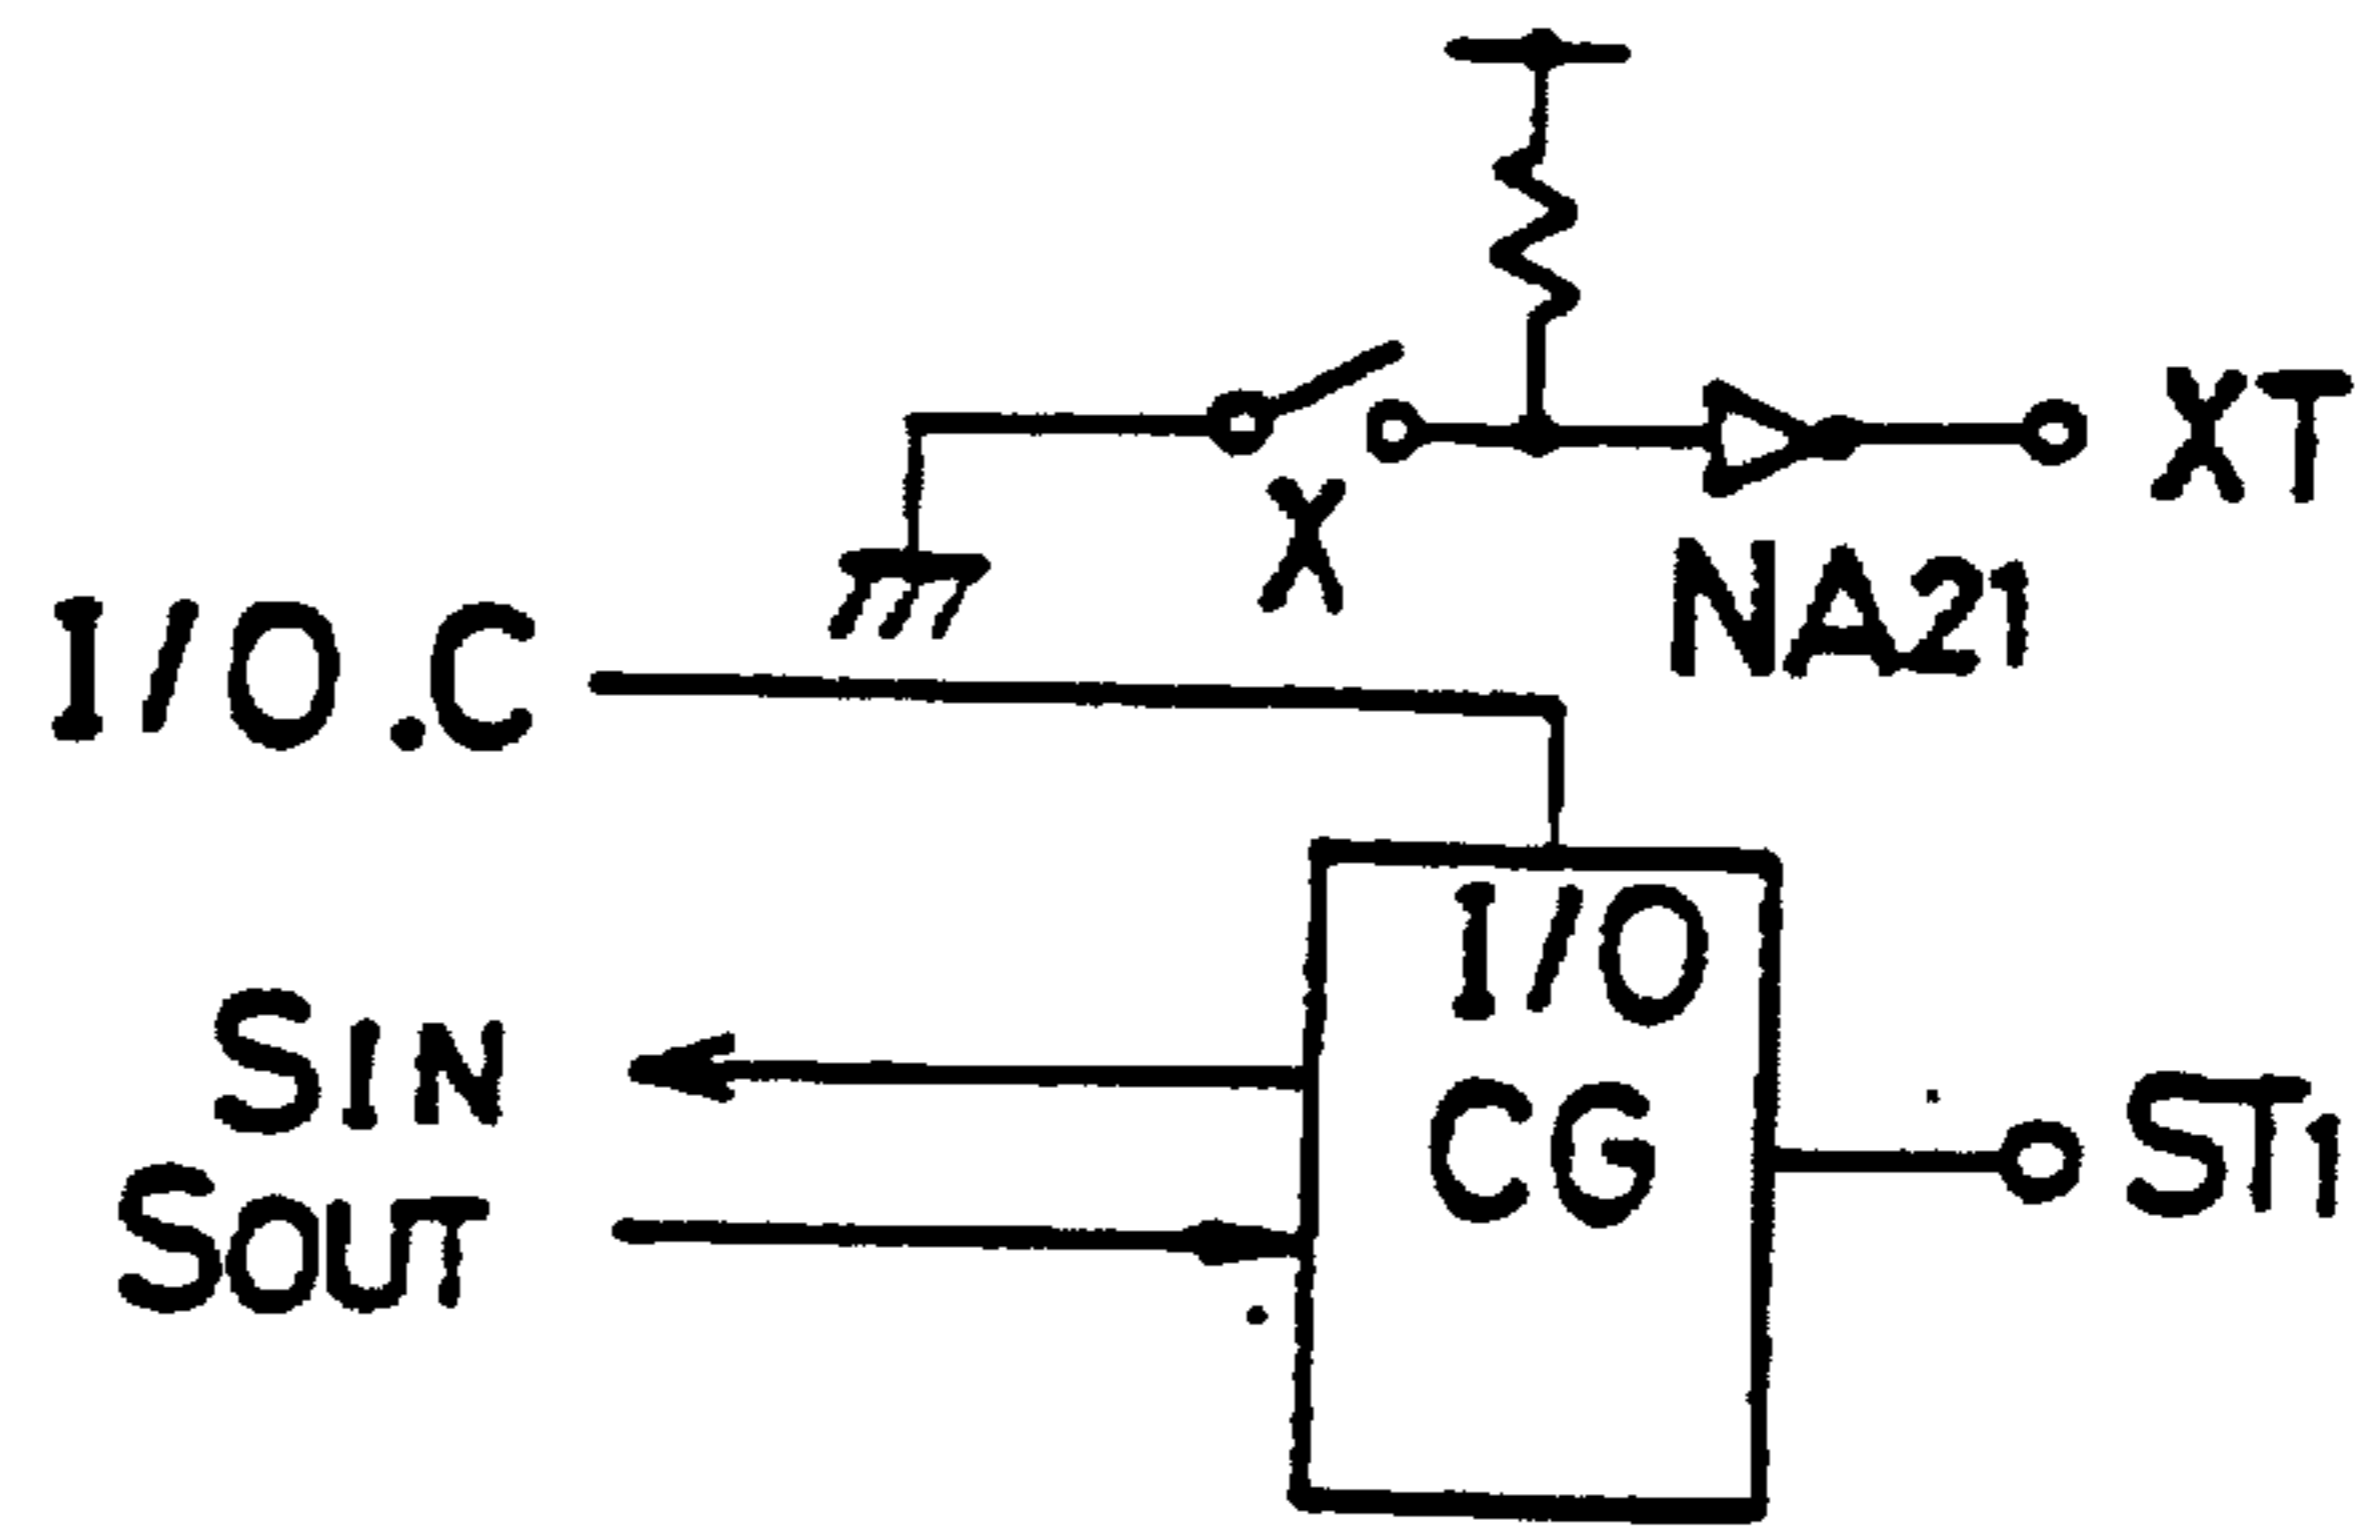 XT
X
NA21
I/O.C
I/O
CG
SIN
SOUT
ST1